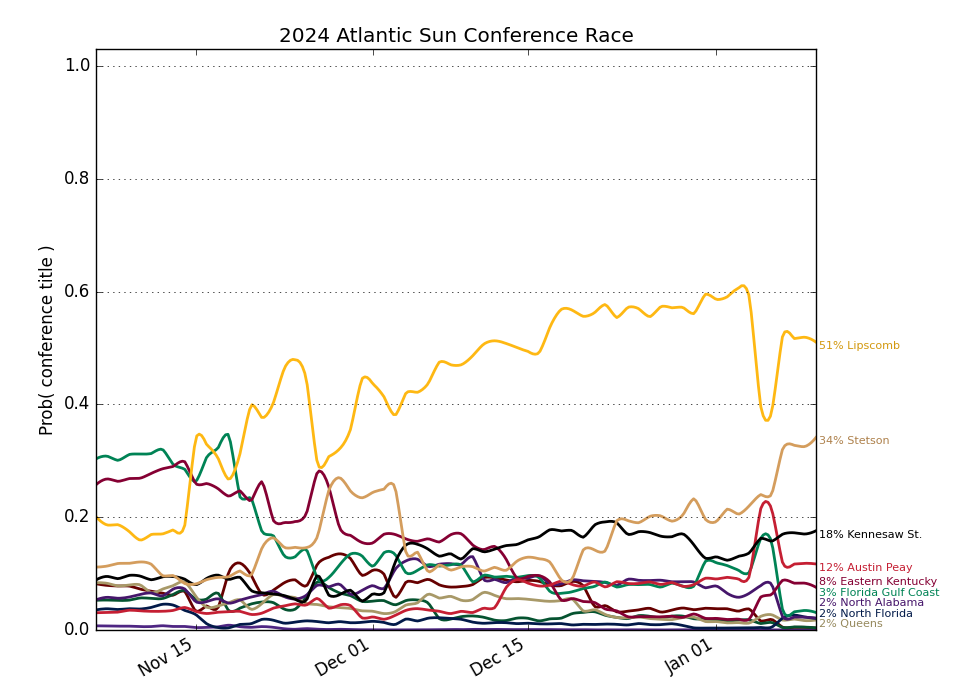 2024 Atlantic Sun Conference Race
Prob( conference title )
1.0
0.8
0.6
0.4
0.2
0.0
Nov 15
Dec 01
Dec 15
Jan 01
51% Lipscomb
34% Stetson
18% Kennesaw St.
12% Austin Peay
8% Eastern Kentucky
3% Florida Gulf Coast
2% North Alabama
2% North Florida
2% Queens